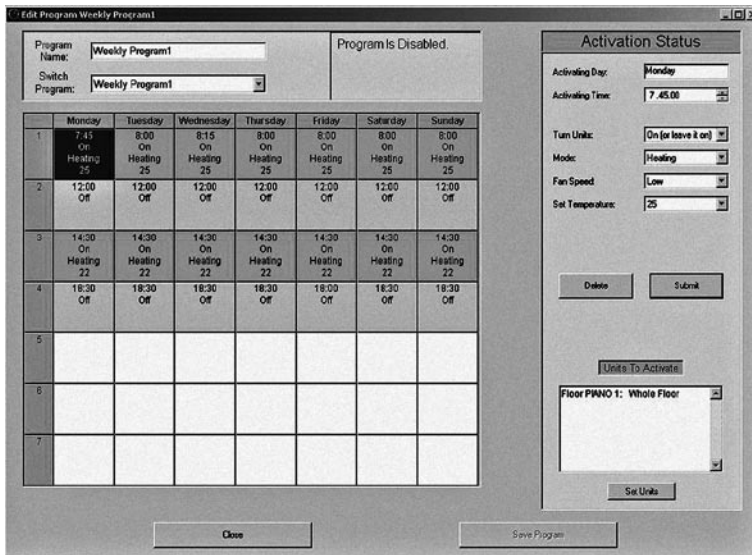 Edit Program Weekly Program1
Program Name: Weekly Program1
Switch Program: Weekly Program1
Program Is Disabled.
Monday Tuesday Wednesday Thursday Friday Saturday Sunday
1 7:45 8:00 8:15 8:00 8:00 8:00 8:00
On On On On On On On
Heating Heating Heating Heating Heating Heating Heating
25 25 25 25 25 25 25
2 12:00 12:00 12:00 12:00 12:00 12:00 12:00
Off Off Off Off Off Off Off
3 14:30 14:30 14:30 14:30 14:30 14:30 14:30
On On On On On On On
Heating Heating Heating Heating Heating Heating Heating
22 22 22 22 22 22 22
4 18:30 18:30 18:30 18:30 18:00 18:30 18:30
Off Off Off Off Off Off Off
5
6
7
Activation Status
Activating Day: Monday
Activating Time: 7.45.00
Turn Units: On (or leave it on)
Mode: Heating
Fan Speed Low
Set Temperature: 25
Delete Submit
Units To Activate
Floor PIANO 1: Whole Floor
Set Units
Close Save Program